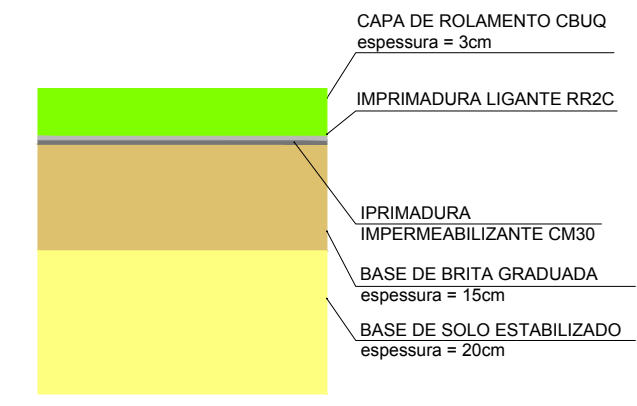 CAPA DE ROLAMENTO CBUQ
espessura = 3cm
IMPRIMADURA LIGANTE RR2C
IPRIMADURA
IMPERMEABILIZANTE CM30
BASE DE BRITA GRADUADA
espessura = 15cm
BASE DE SOLO ESTABILIZADO
espessura = 20cm